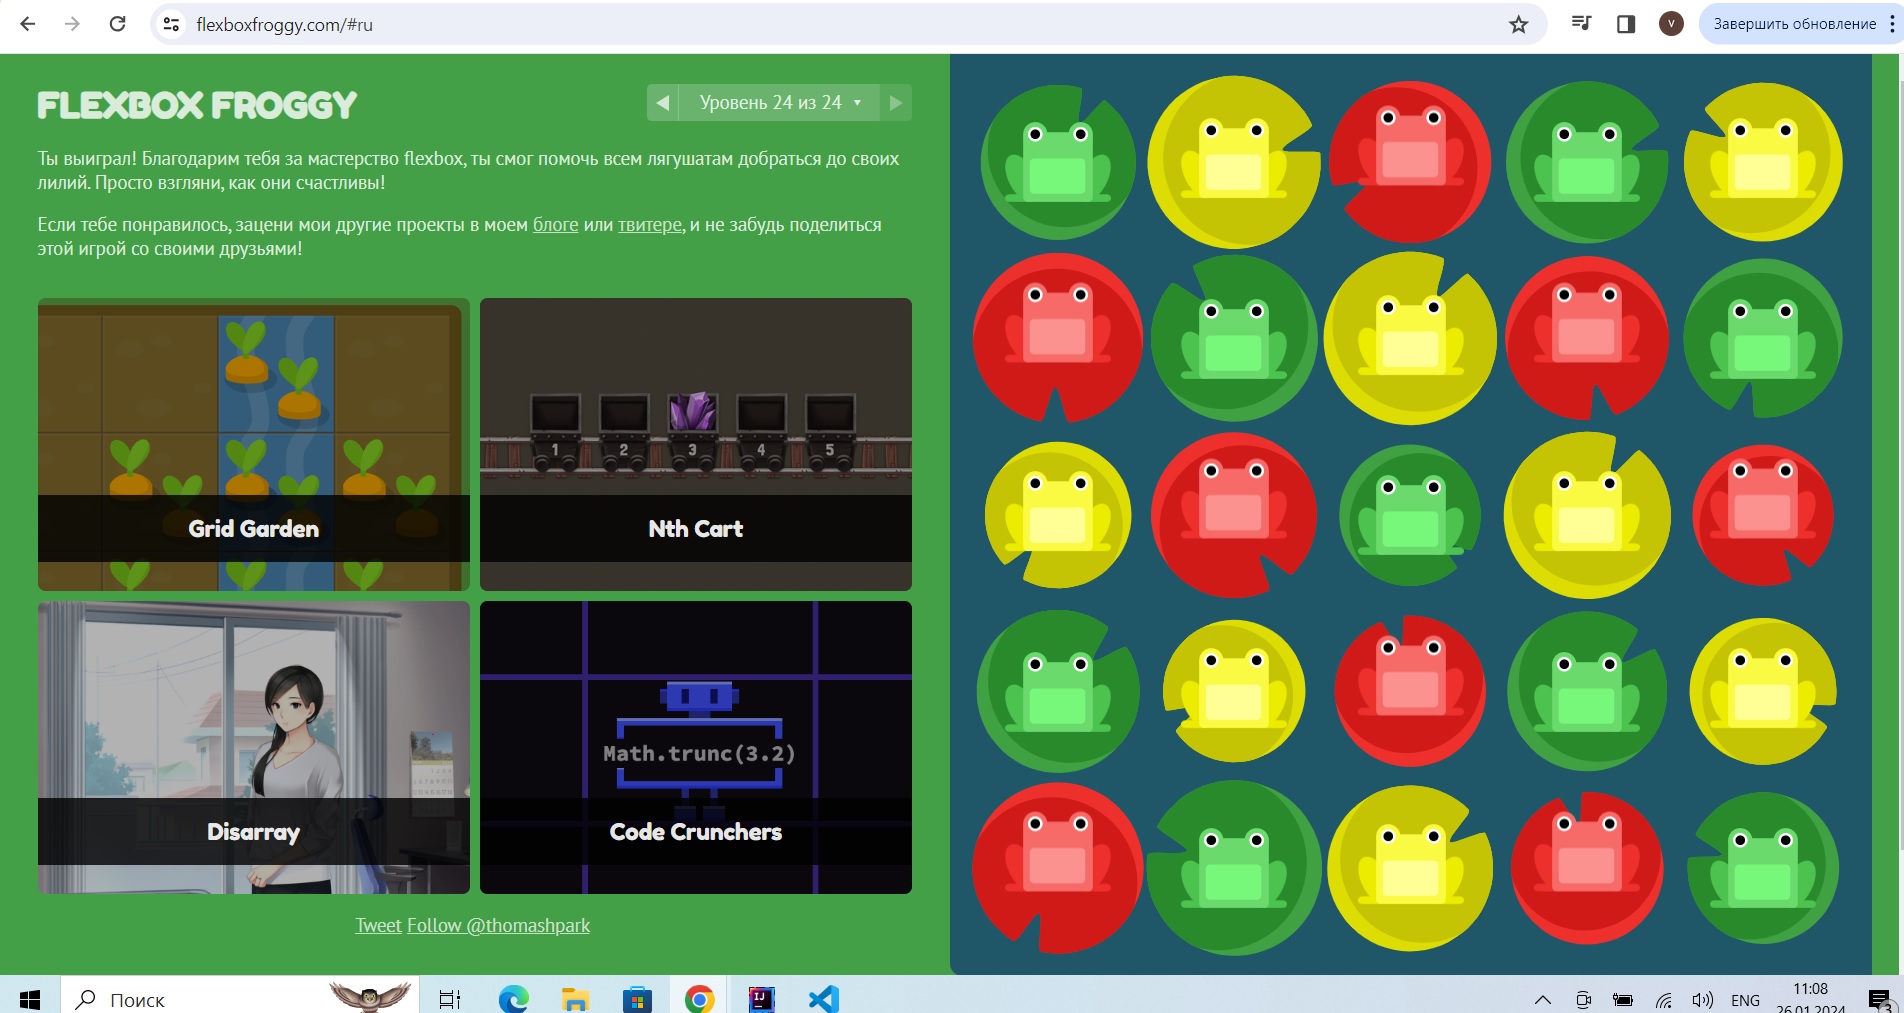 flexboxfroggy.com/#ru
V
Завершить обновление
FLEXBOX FROGGY
Уровень 24 из 24
Ты выиграл! Благодарим тебя за мастерство flexbox, ты смог помочь всем лягушатам добраться до своих
лилий. Просто взгляни, как они счастливы!
Если тебе понравилось, зацени мои другие проекты в моем блоге или твитере, и не забудь поделиться
этой игрой со своими друзьями!
1 2 3 4 5
Grid Garden
Nth Cart
Math.trunc(3.2)
Disarray
Code Crunchers
Tweet Follow @thomashpark
Поиск
IJ
ENG
11:08
26.01.2024
3